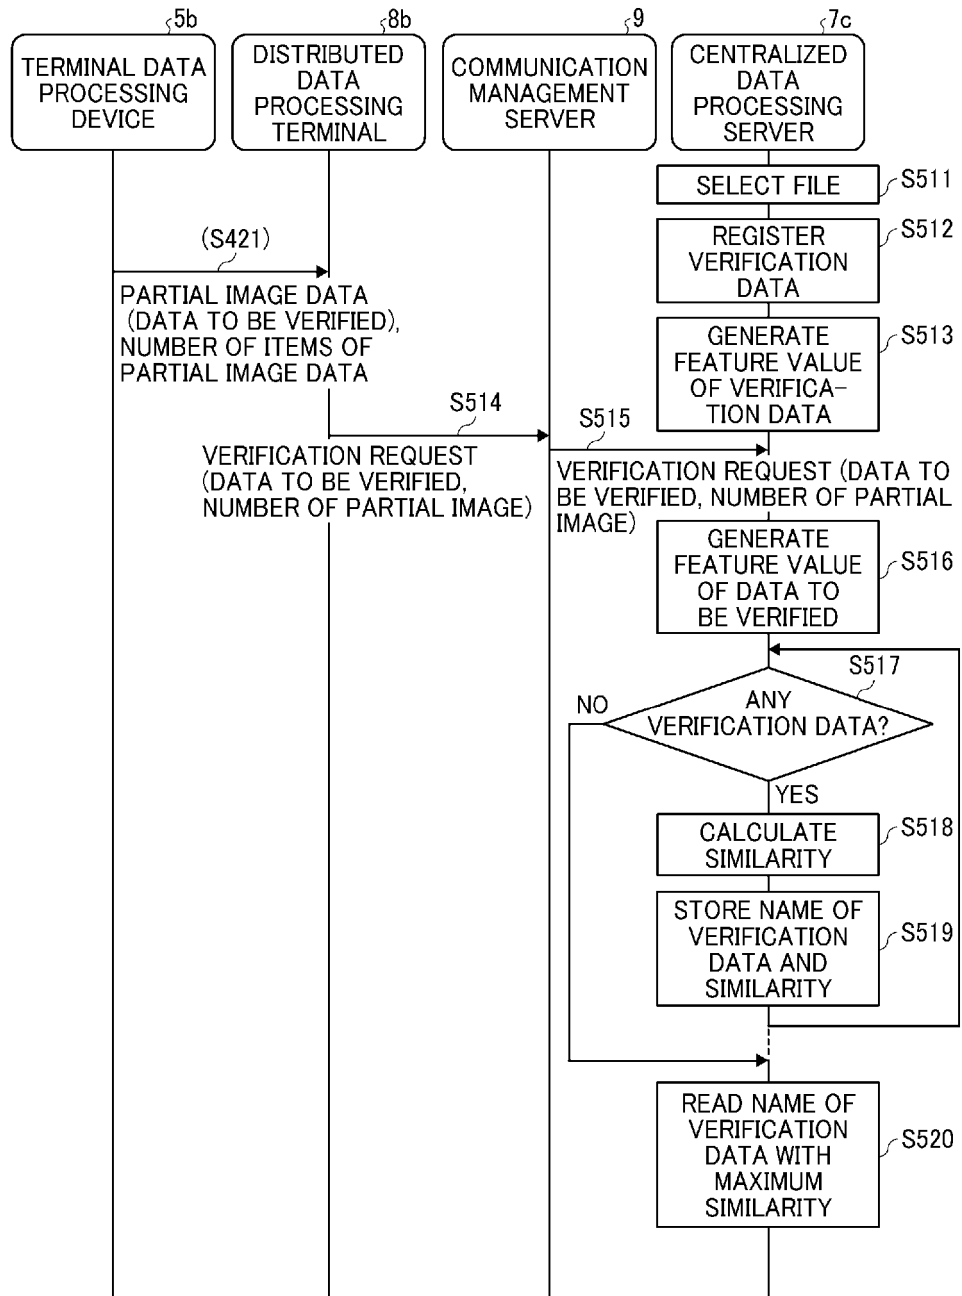 5b
8b
9
7c
TERMINAL DATA
PROCESSING
DEVICE
DISTRIBUTED
DATA
PROCESSING
TERMINAL
COMMUNICATION
MANAGEMENT
SERVER
CENTRALIZED
DATA
PROCESSING
SERVER
SELECT FILE
S511
REGISTER
VERIFICATION
DATA
S512
(S421)
PARTIAL IMAGE DATA
(DATA TO BE VERIFIED),
NUMBER OF ITEMS OF
PARTIAL IMAGE DATA
GENERATE
FEATURE VALUE
OF VERIFICA-
TION DATA
S513
S514
VERIFICATION REQUEST
(DATA TO BE VERIFIED,
NUMBER OF PARTIAL IMAGE)
S515
VERIFICATION REQUEST (DATA TO
BE VERIFIED, NUMBER OF PARTIAL
IMAGE)
GENERATE
FEATURE VALUE
OF DATA TO
BE VERIFIED
S516
S517
NO
ANY
VERIFICATION DATA?
YES
CALCULATE
SIMILARITY
S518
STORE NAME OF
VERIFICATION
DATA AND
SIMILARITY
S519
READ NAME OF
VERIFICATION
DATA WITH
MAXIMUM
SIMILARITY
S520